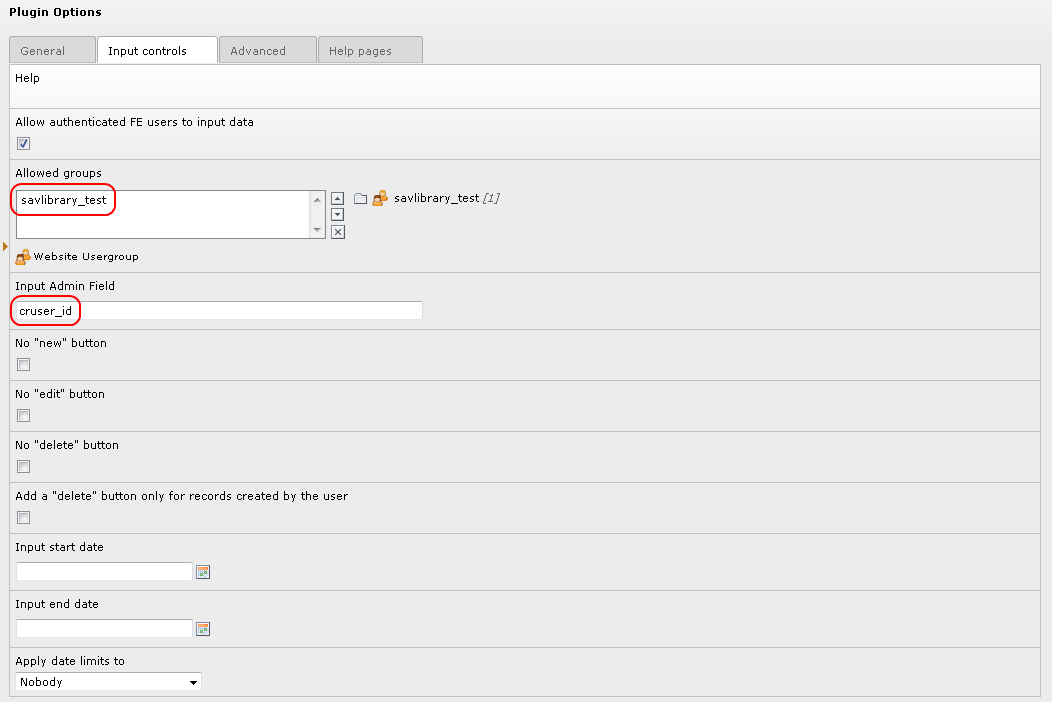 Plugin Options
General Input controls Advanced Help pages
Help
Allow authenticated FE users to input data
Allowed groups
savlibrary_test savlibrary_test [1]
Website Usergroup
Input Admin Field
cruser_id
No "new" button
No "edit" button
No "delete" button
Add a "delete" button only for records created by the user
Input start date
Input end date
Apply date limits to
Nobody